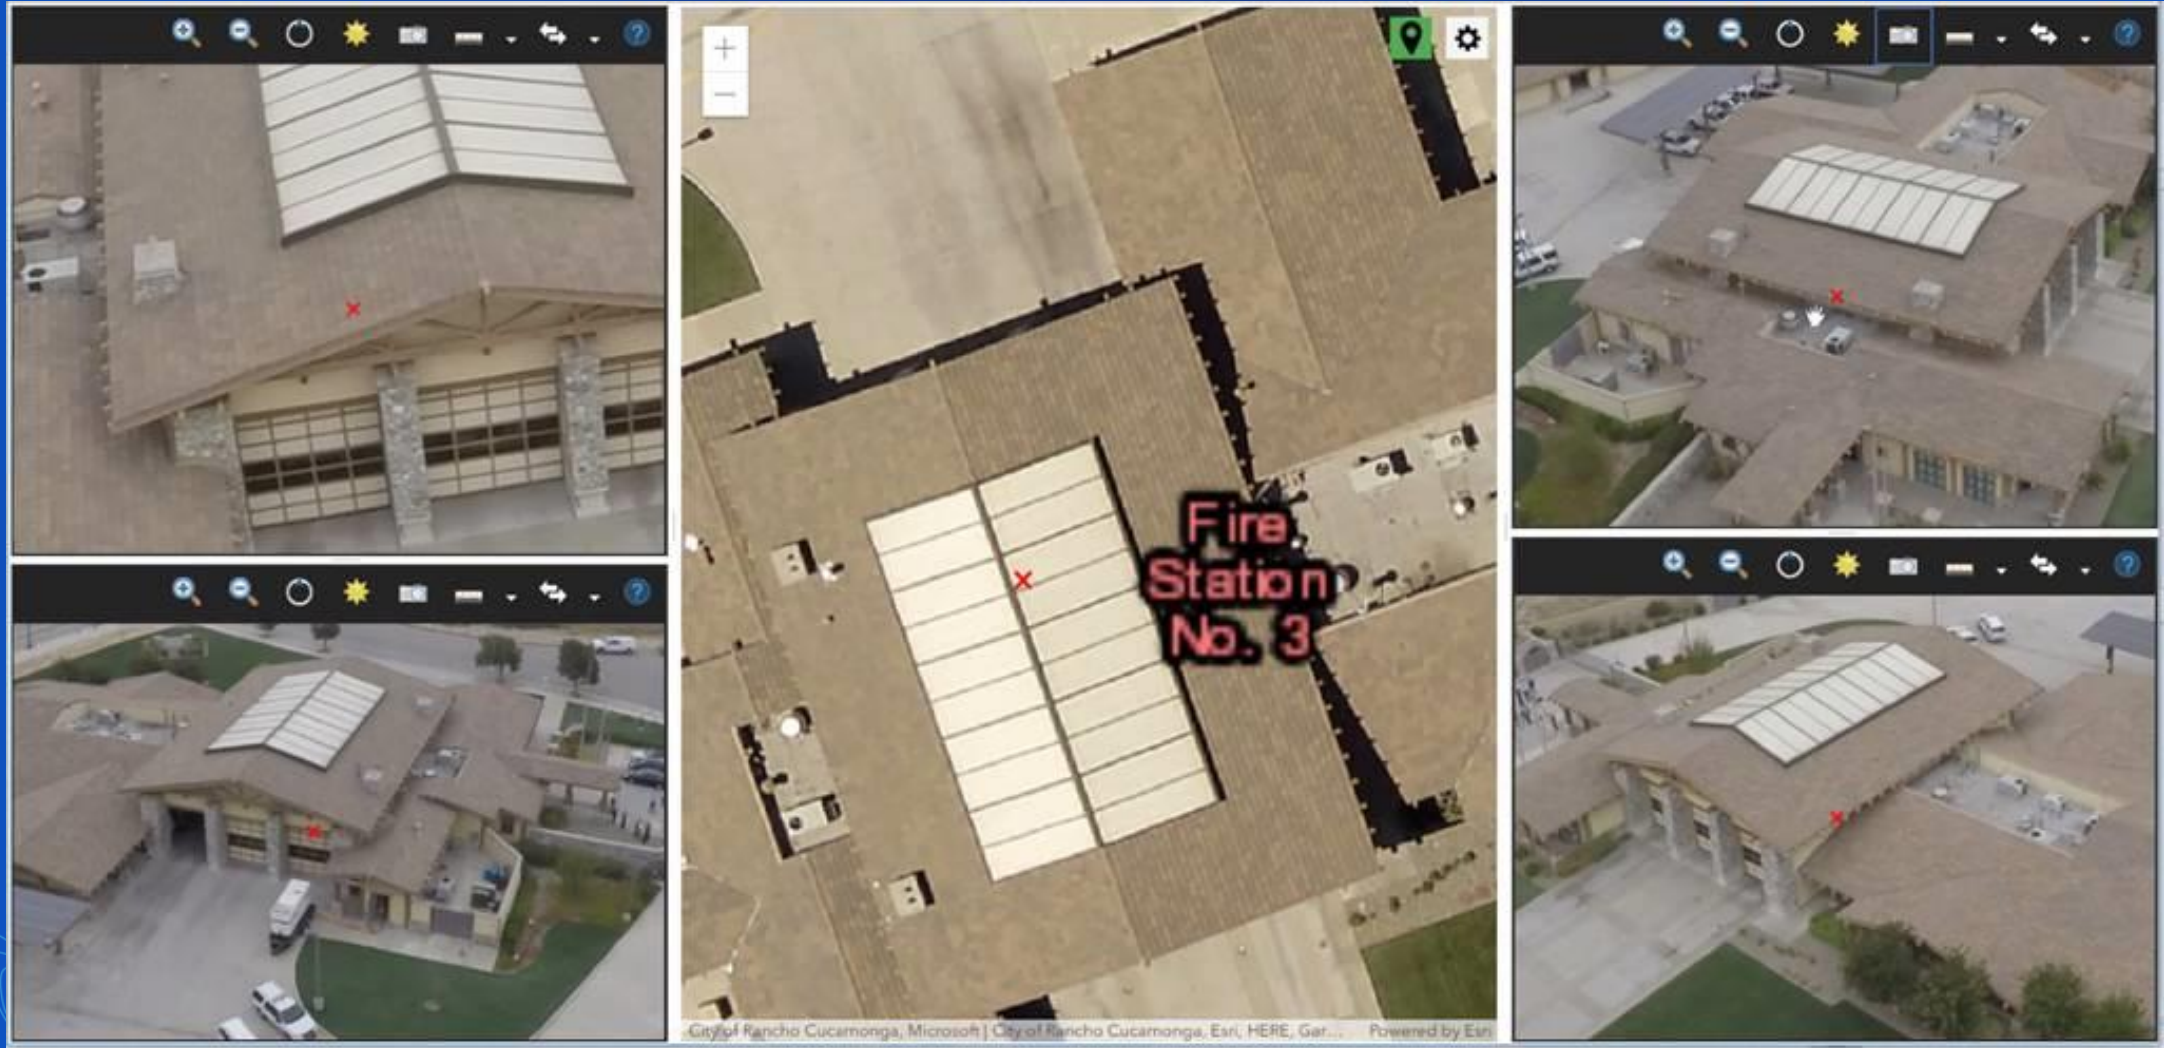 Fire
Station
No. 3
City of Rancho Cucamonga, Microsoft | City of Rancho Cucamonga, Esri, HERE, Gar...
Powered by Esri